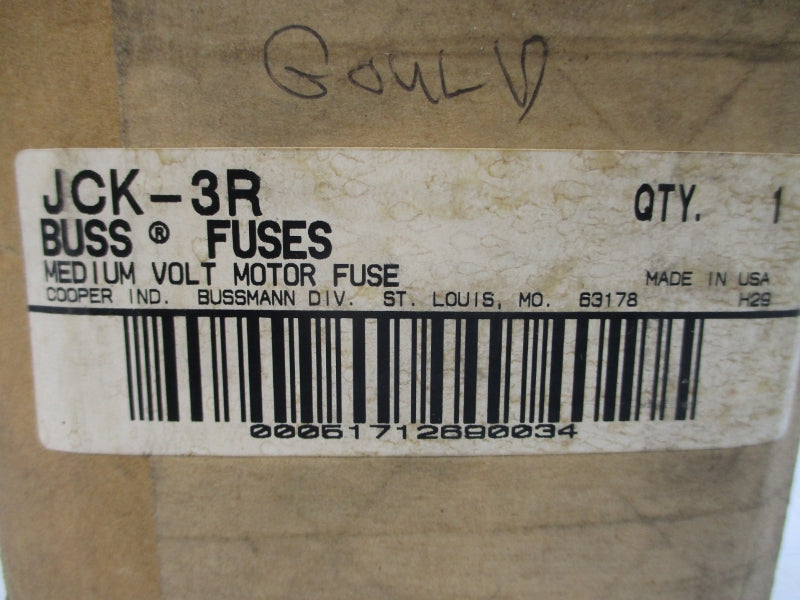 GOULD
JCK-3R QTY. 1
BUSS® FUSES
MEDIUM VOLT MOTOR FUSE MADE IN USA
COOPER IND. BUSSMANN DIV. ST. LOUIS, MO. 63178 H29
00051712690034